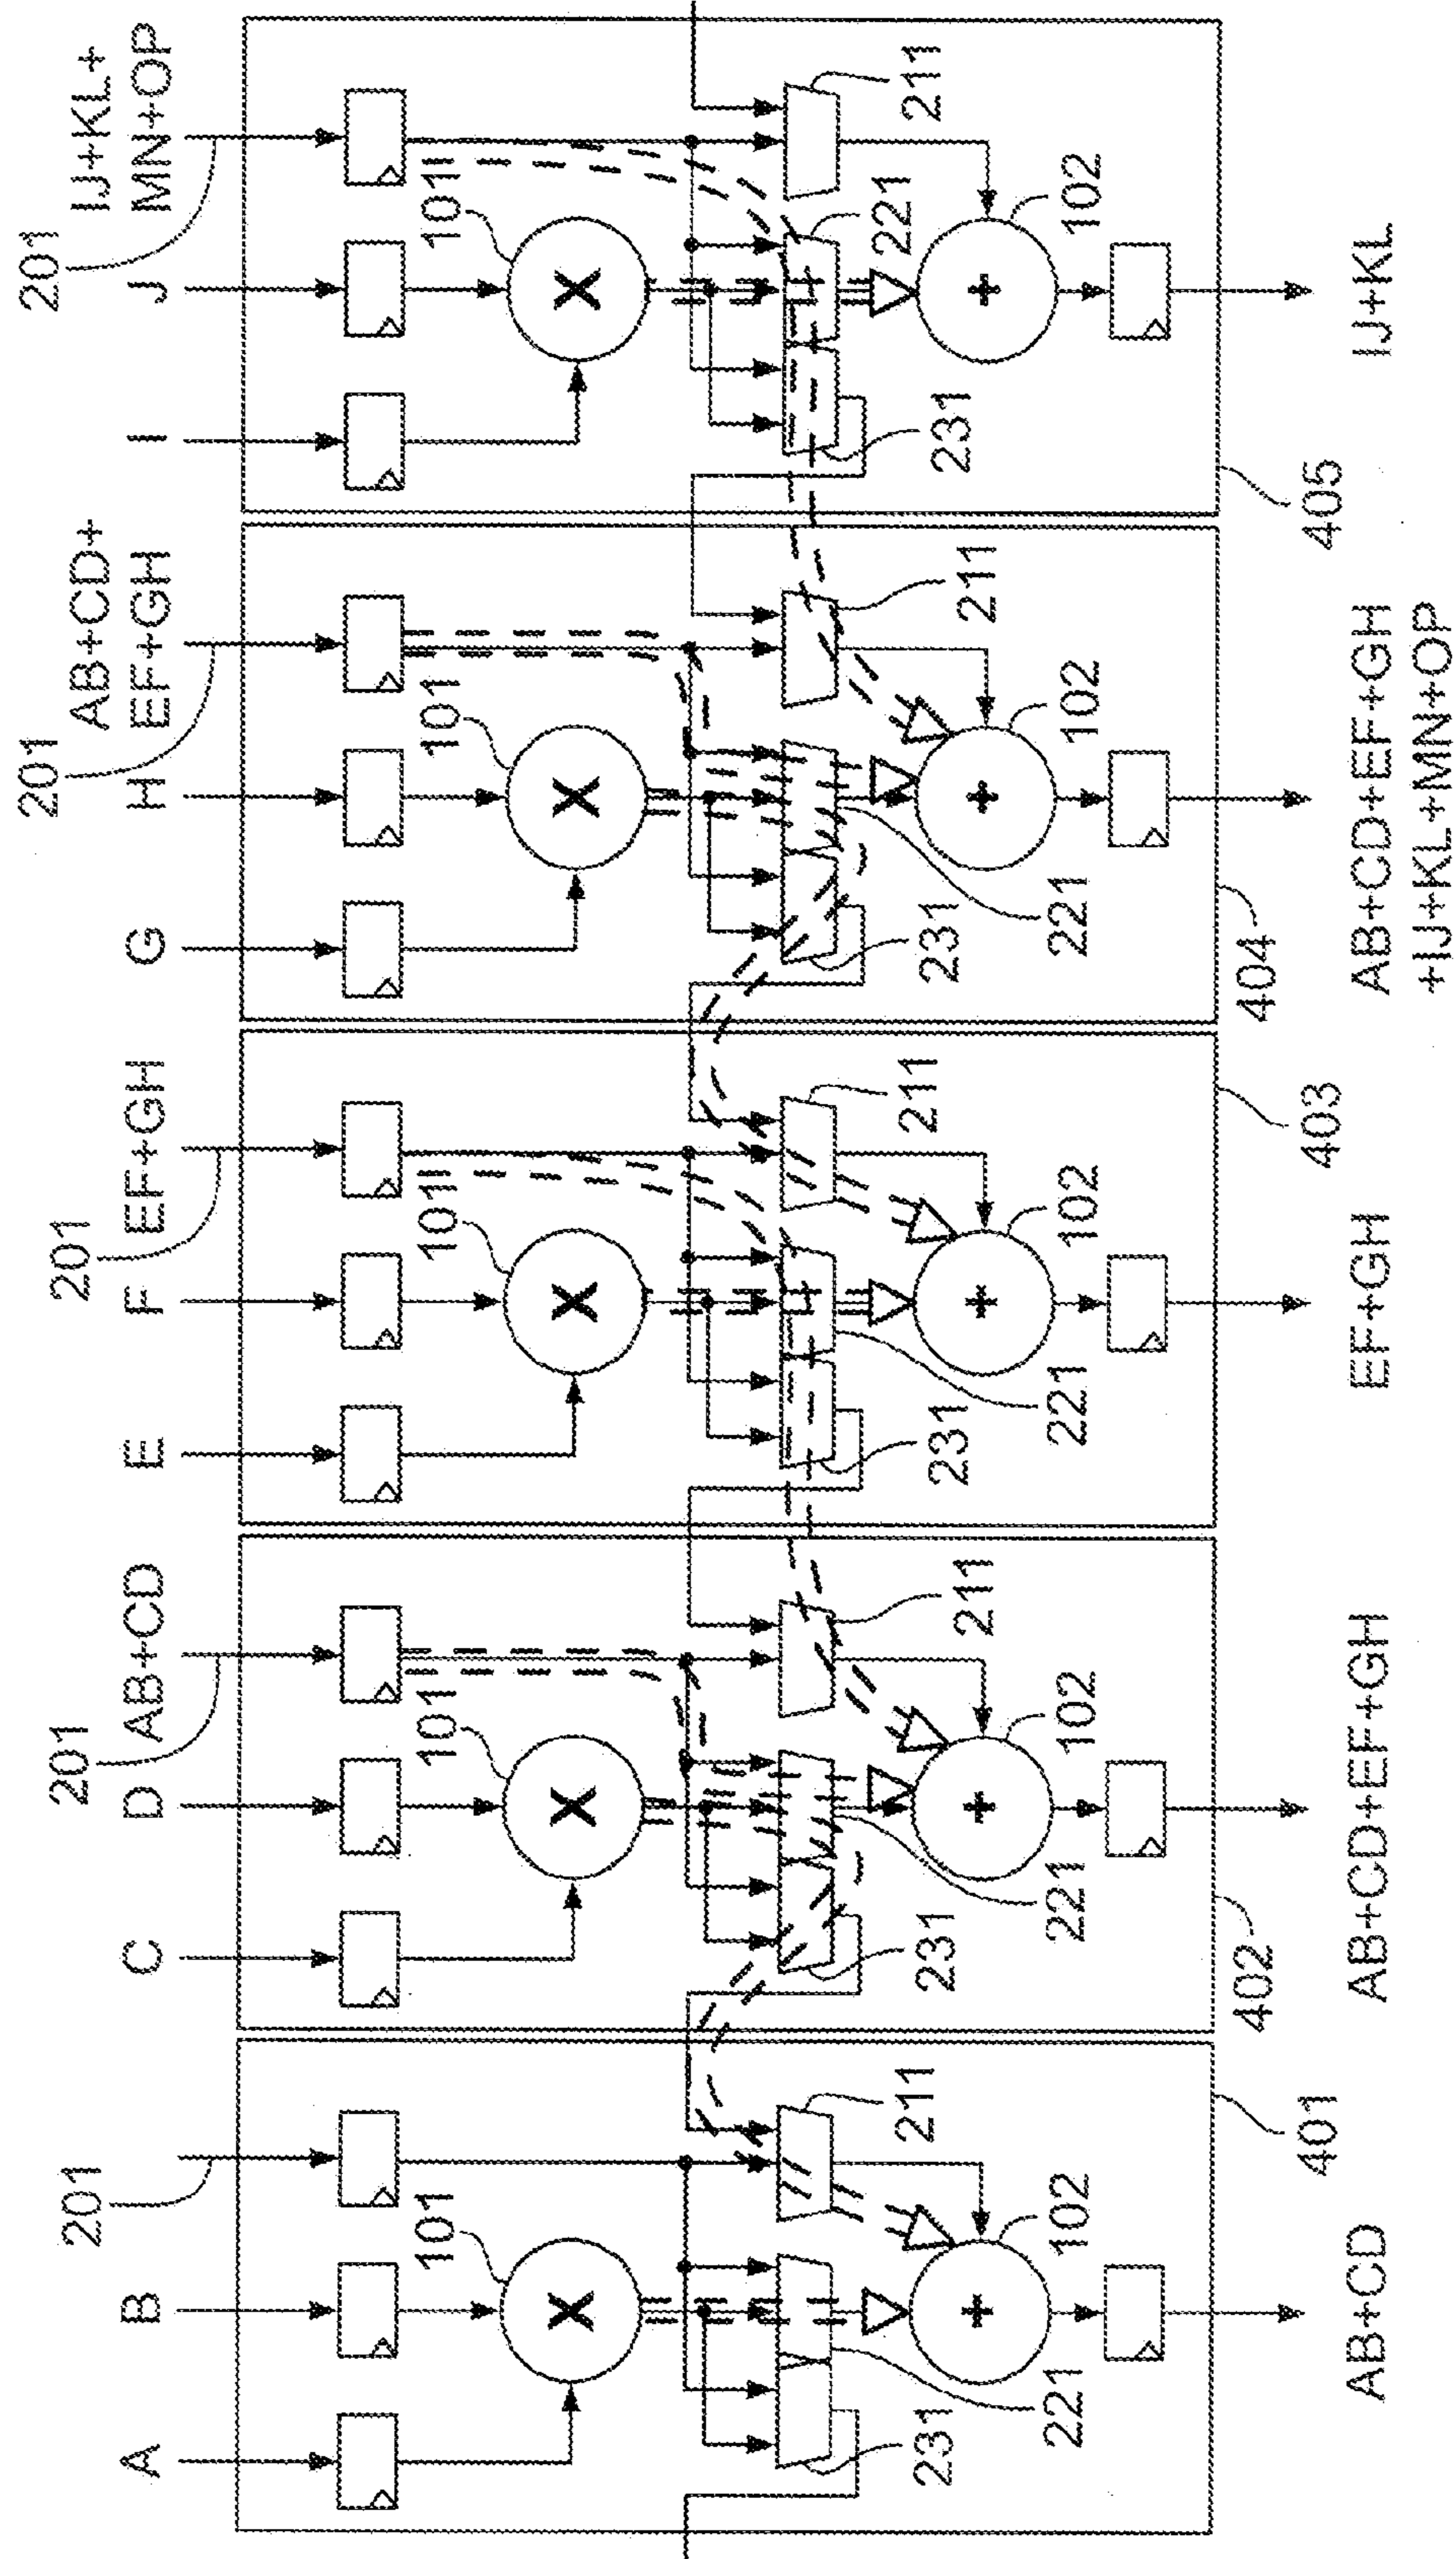 201
A
B
101
X
211
221
231
102
+
401
AB+CD
201
C
D
AB+CD
101
X
211
221
231
102
+
402
AB+CD+EF+GH
201
E
F
EF+GH
101
X
211
221
231
102
+
403
EF+GH
201
G
H
AB+CD+
EF+GH
101
X
211
221
231
102
+
404
AB+CD+EF+GH
+IJ+KL+MN+OP
201
I
J
IJ+KL+
MN+OP
101
X
211
221
231
102
+
405
IJ+KL